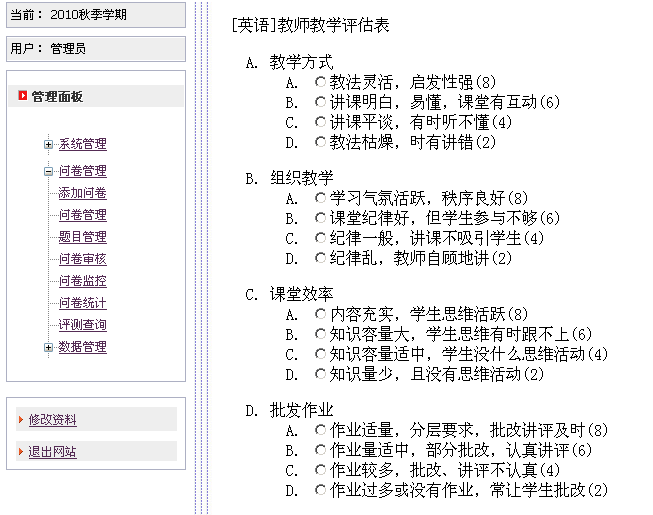 当前： 2010秋季学期
用户： 管理员
管理面板
系统管理
问卷管理
添加问卷
问卷管理
题目管理
问卷审核
问卷监控
问卷统计
评测查询
数据管理
修改资料
退出网站
[英语]教师教学评估表
A. 教学方式
A. 教法灵活，启发性强(8)
B. 讲课明白，易懂，课堂有互动(6)
C. 讲课平谈，有时听不懂(4)
D. 教法枯燥，时有讲错(2)
B. 组织教学
A. 学习气氛活跃，秩序良好(8)
B. 课堂纪律好，但学生参与不够(6)
C. 纪律一般，讲课不吸引学生(4)
D. 纪律乱，教师自顾地讲(2)
C. 课堂效率
A. 内容充实，学生思维活跃(8)
B. 知识容量大，学生思维有时跟不上(6)
C. 知识容量适中，学生没什么思维活动(4)
D. 知识量少，且没有思维活动(2)
D. 批发作业
A. 作业适量，分层要求，批改讲评及时(8)
B. 作业量适中，部分批改，认真讲评(6)
C. 作业较多，批改、讲评不认真(4)
D. 作业过多或没有作业，常让学生批改(2)